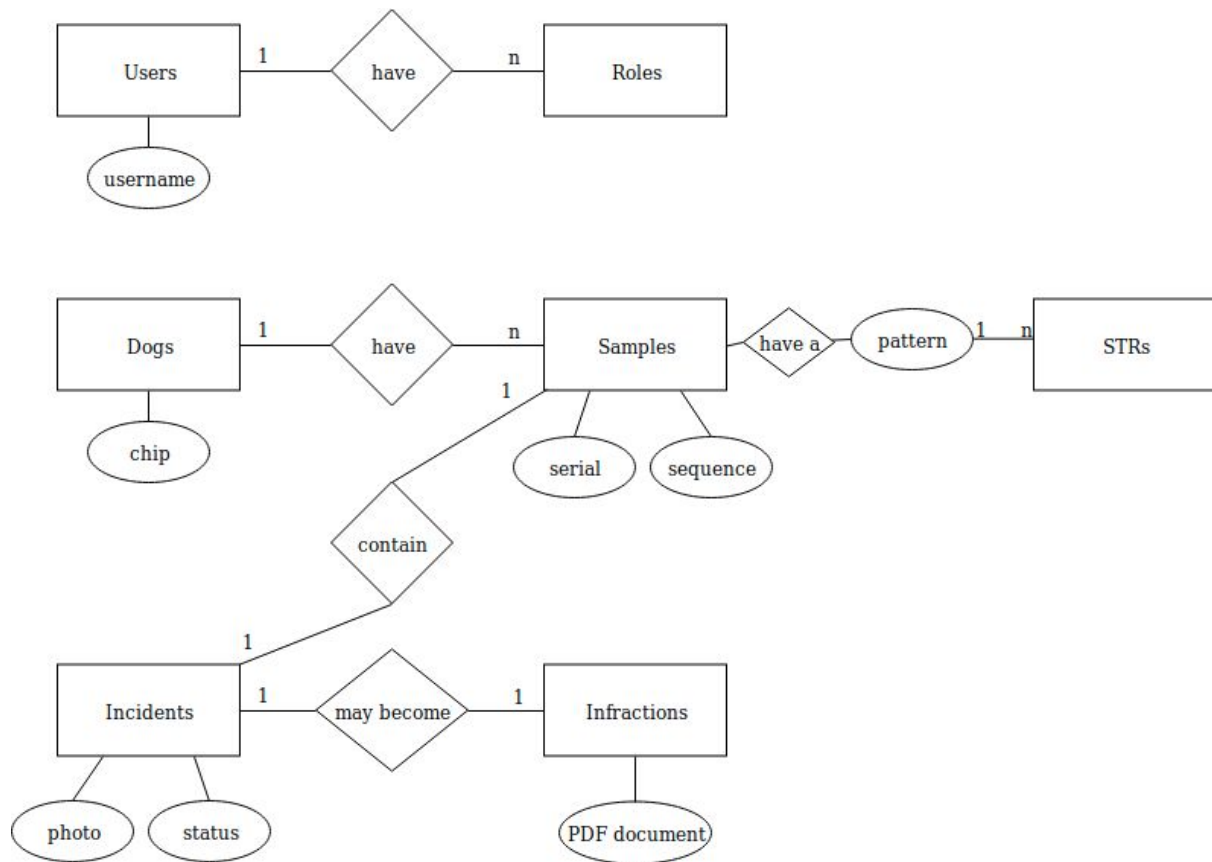 Users
1
have
n
Roles
username
Dogs
1
have
n
Samples
have a
pattern
1
n
STRs
chip
1
serial
sequence
contain
1
Incidents
1
may become
1
Infractions
photo
status
PDF document